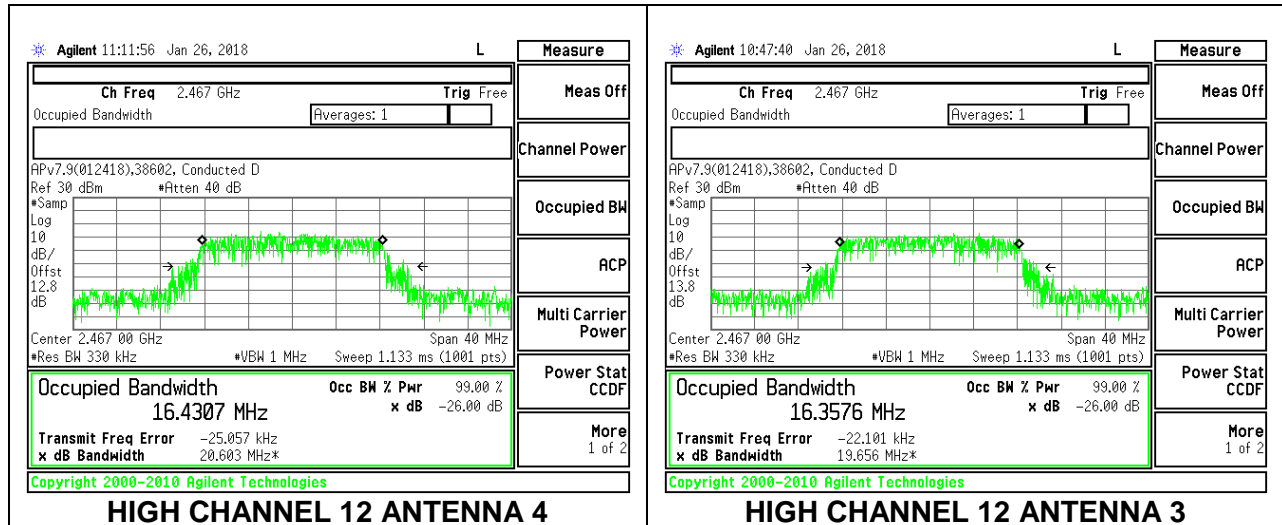 Agilent 11:11:56 Jan 26, 2018 L
Measure
Ch Freq 2.467 GHz Trig Free
Occupied Bandwidth Averages: 1
APv7.9(012418),38602, Conducted D
Ref 30 dBm #Atten 40 dB
#Samp
Log
10
dB/
Offst
12.8
dB
Center 2.467 00 GHz Span 40 MHz
#Res BW 330 kHz #VBW 1 MHz Sweep 1.133 ms (1001 pts)
Occupied Bandwidth Occ BW % Pwr 99.00 %
16.4307 MHz x dB -26.00 dB
Transmit Freq Error -25.057 kHz
x dB Bandwidth 20.603 MHz*
Copyright 2000-2010 Agilent Technologies
Meas Off
Channel Power
Occupied BW
ACP
Multi Carrier
Power
Power Stat
CCDF
More
1 of 2
HIGH CHANNEL 12 ANTENNA 4
Agilent 10:47:40 Jan 26, 2018 L
Measure
Ch Freq 2.467 GHz Trig Free
Occupied Bandwidth Averages: 1
APv7.9(012418),38602, Conducted D
Ref 30 dBm #Atten 40 dB
#Samp
Log
10
dB/
Offst
13.8
dB
Center 2.467 00 GHz Span 40 MHz
#Res BW 330 kHz #VBW 1 MHz Sweep 1.133 ms (1001 pts)
Occupied Bandwidth Occ BW % Pwr 99.00 %
16.3576 MHz x dB -26.00 dB
Transmit Freq Error -22.101 kHz
x dB Bandwidth 19.656 MHz*
Copyright 2000-2010 Agilent Technologies
Meas Off
Channel Power
Occupied BW
ACP
Multi Carrier
Power
Power Stat
CCDF
More
1 of 2
HIGH CHANNEL 12 ANTENNA 3